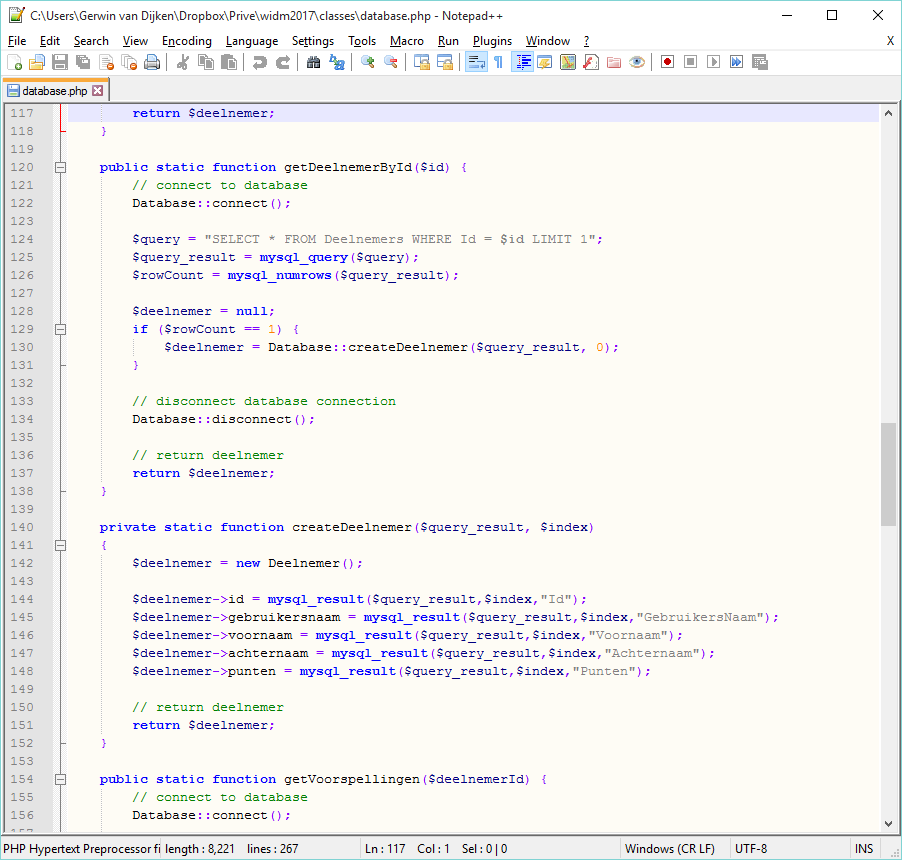 C:\Users\Gerwin van Dijken\Dropbox\Prive\widm2017\classes\database.php - Notepad++
File Edit Search View Encoding Language Settings Tools Macro Run Plugins Window ? X
database.php
117 return $deelnemer;
118 }
119
120 public static function getDeelnemerById($id) {
121 // connect to database
122 Database::connect();
123
124 $query = "SELECT * FROM Deelnemers WHERE Id = $id LIMIT 1";
125 $query_result = mysql_query($query);
126 $rowCount = mysql_numrows($query_result);
127
128 $deelnemer = null;
129 if ($rowCount == 1) {
130 $deelnemer = Database::createDeelnemer($query_result, 0);
131 }
132
133 // disconnect database connection
134 Database::disconnect();
135
136 // return deelnemer
137 return $deelnemer;
138 }
139
140 private static function createDeelnemer($query_result, $index)
141 {
142 $deelnemer = new Deelnemer();
143
144 $deelnemer->id = mysql_result($query_result,$index,"Id");
145 $deelnemer->gebruikersnaam = mysql_result($query_result,$index,"GebruikersNaam");
146 $deelnemer->voornaam = mysql_result($query_result,$index,"Voornaam");
147 $deelnemer->achternaam = mysql_result($query_result,$index,"Achternaam");
148 $deelnemer->punten = mysql_result($query_result,$index,"Punten");
149
150 // return deelnemer
151 return $deelnemer;
152 }
153
154 public static function getVoorspellingen($deelnemerId) {
155 // connect to database
156 Database::connect();
157
PHP Hypertext Preprocessor fi length : 8,221 lines : 267 Ln : 117 Col : 1 Sel : 0 | 0 Windows (CR LF) UTF-8 INS